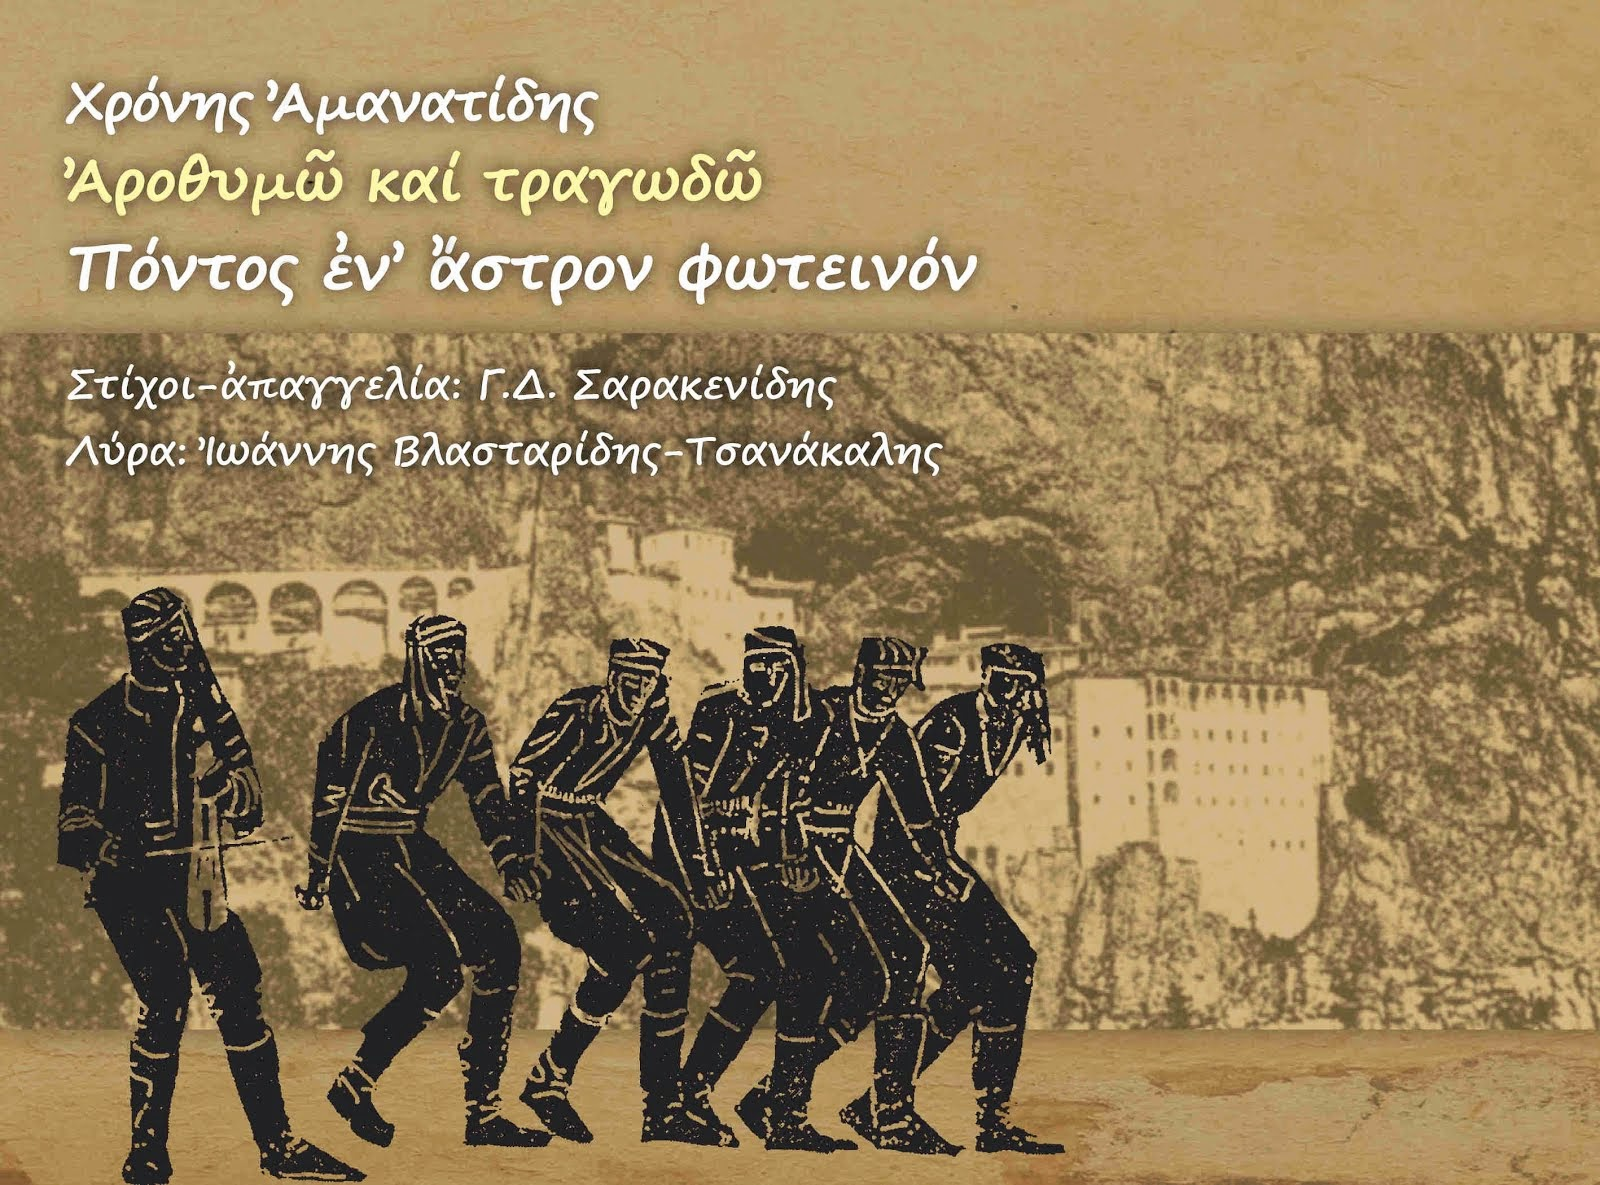 Χρόνης Ἀμανατίδης
Ἀροθυμῶ καί τραγωδῶ
Πόντος ἐν' ἄστρον φωτεινόν
Στίχοι-ἀπαγγελία: Γ.Δ. Σαρακενίδης
Λύρα: Ἰωάννης Βλασταρίδης-Τσανάκαλης